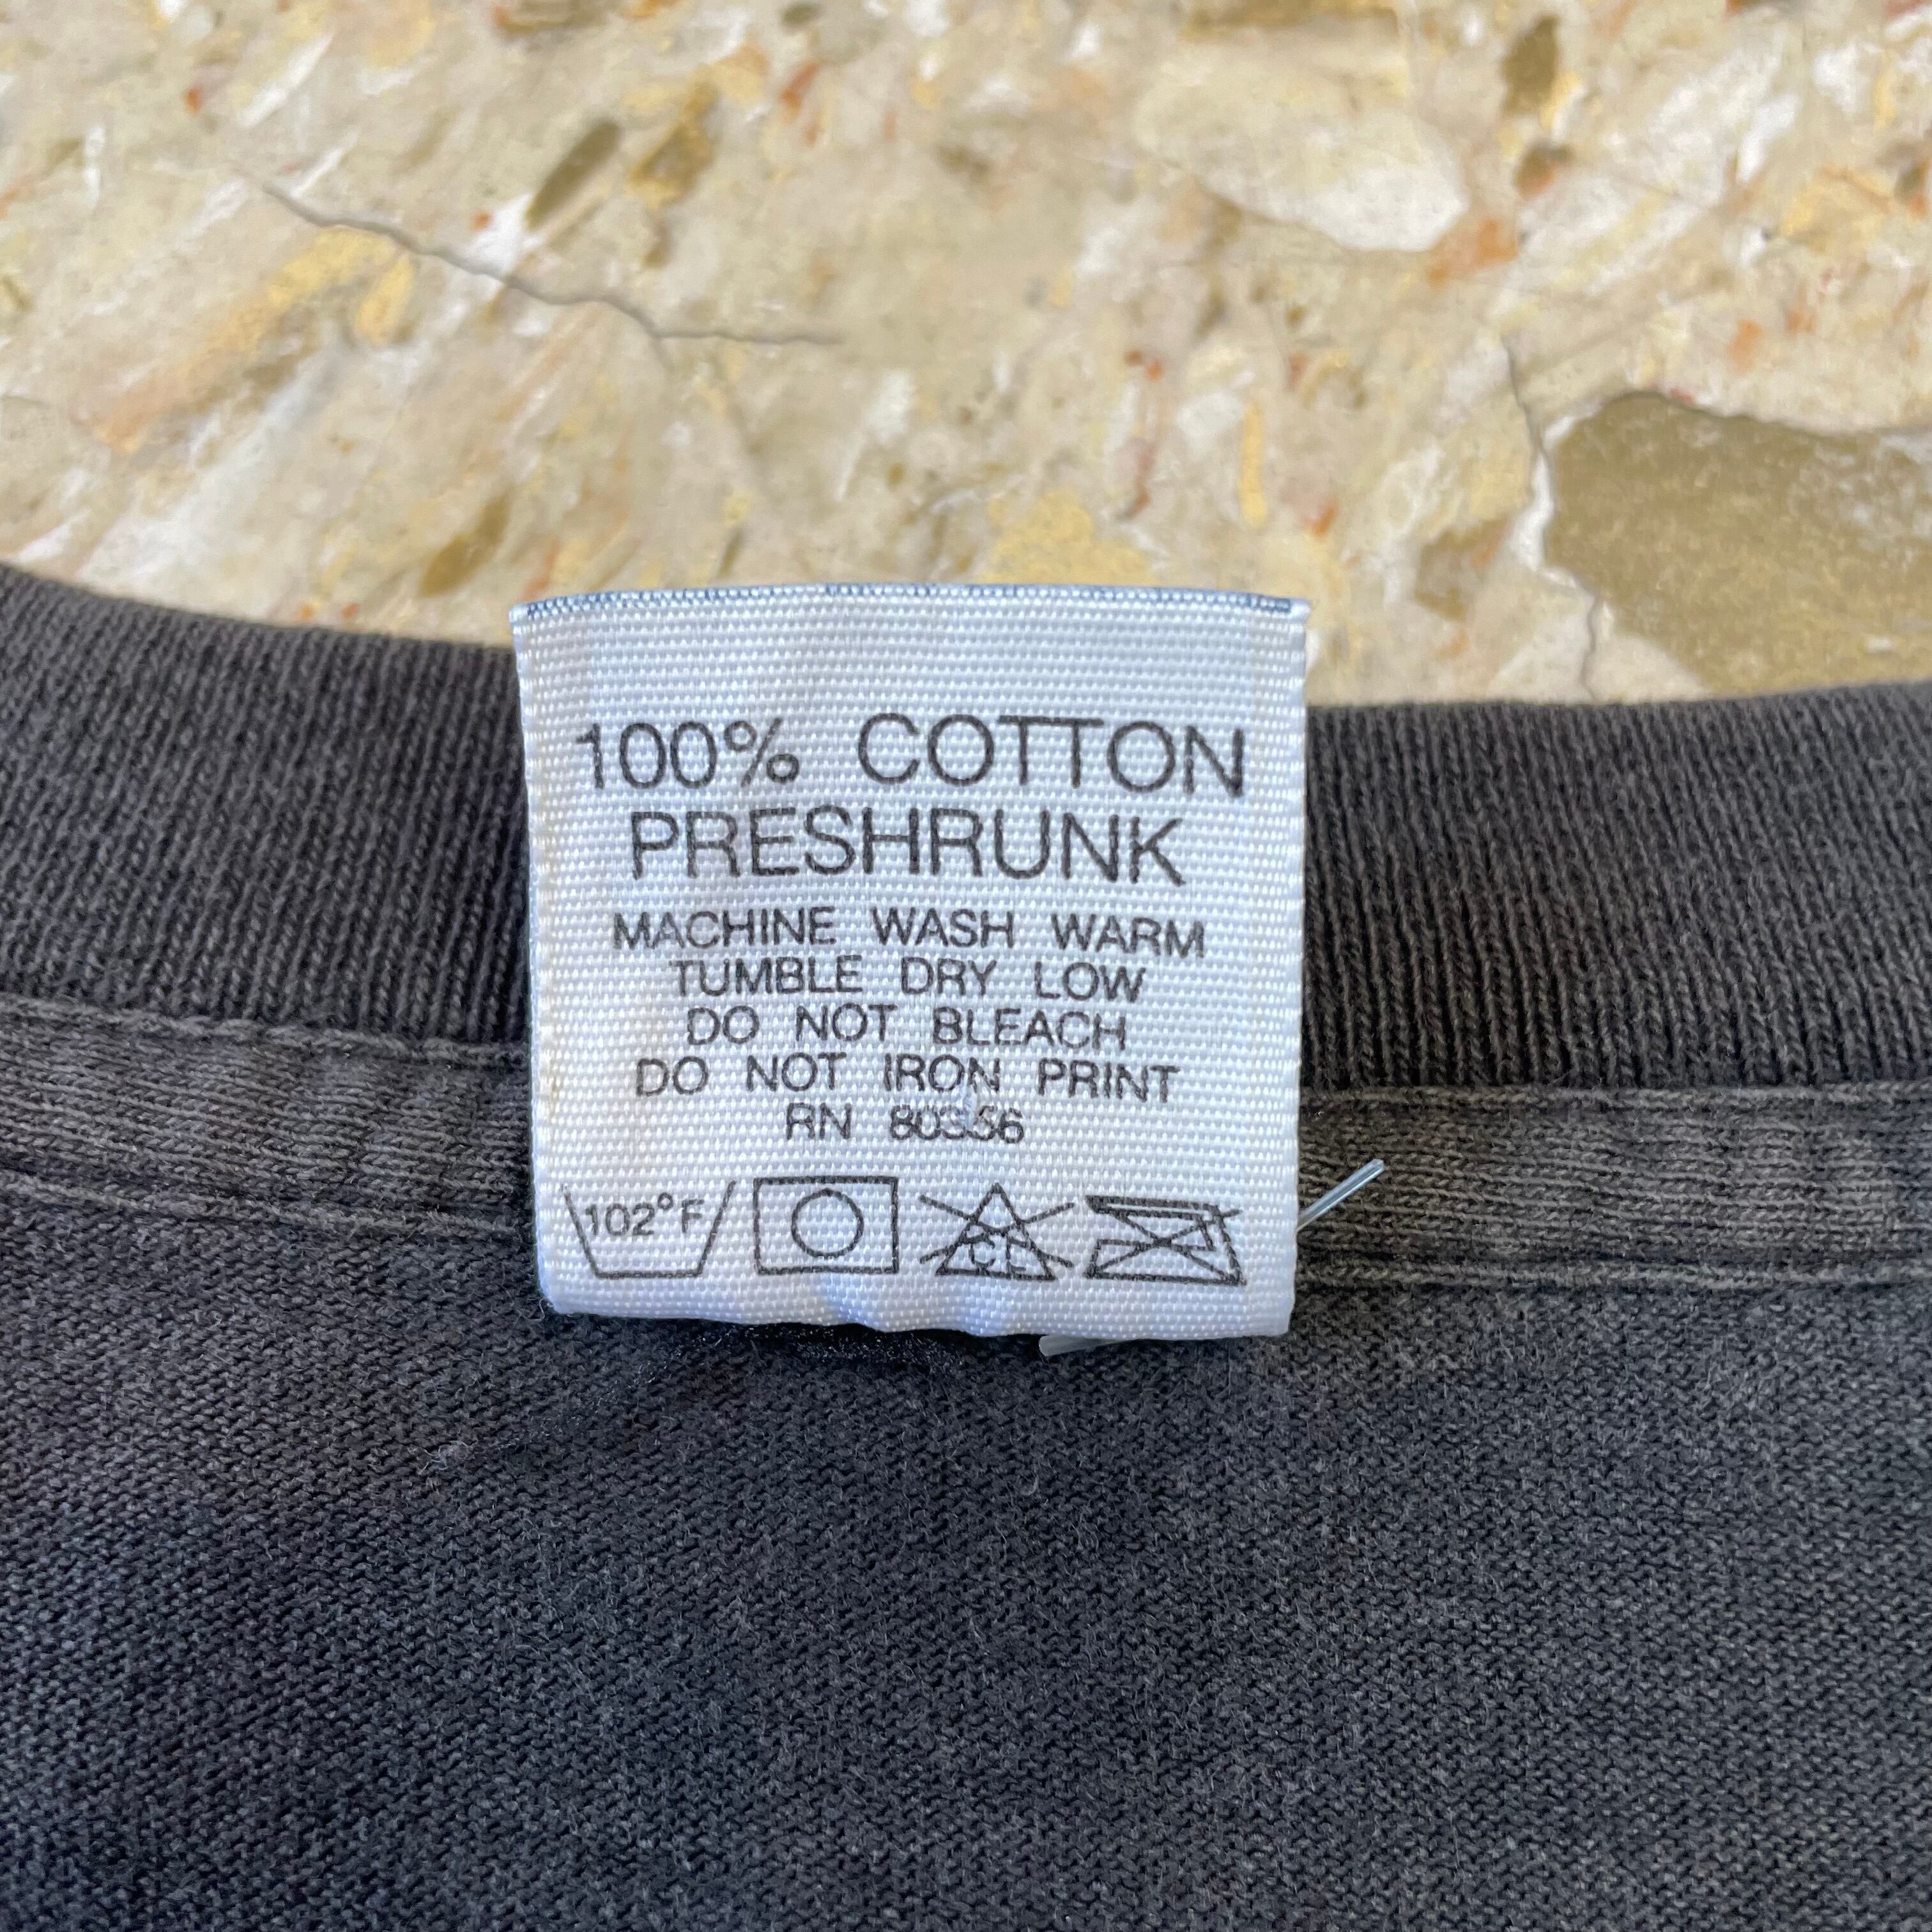 100% COTTON
PRESHRUNK
MACHINE WASH WARM
TUMBLE DRY LOW
DO NOT BLEACH
DO NOT IRON PRINT
RN
102°F
CL